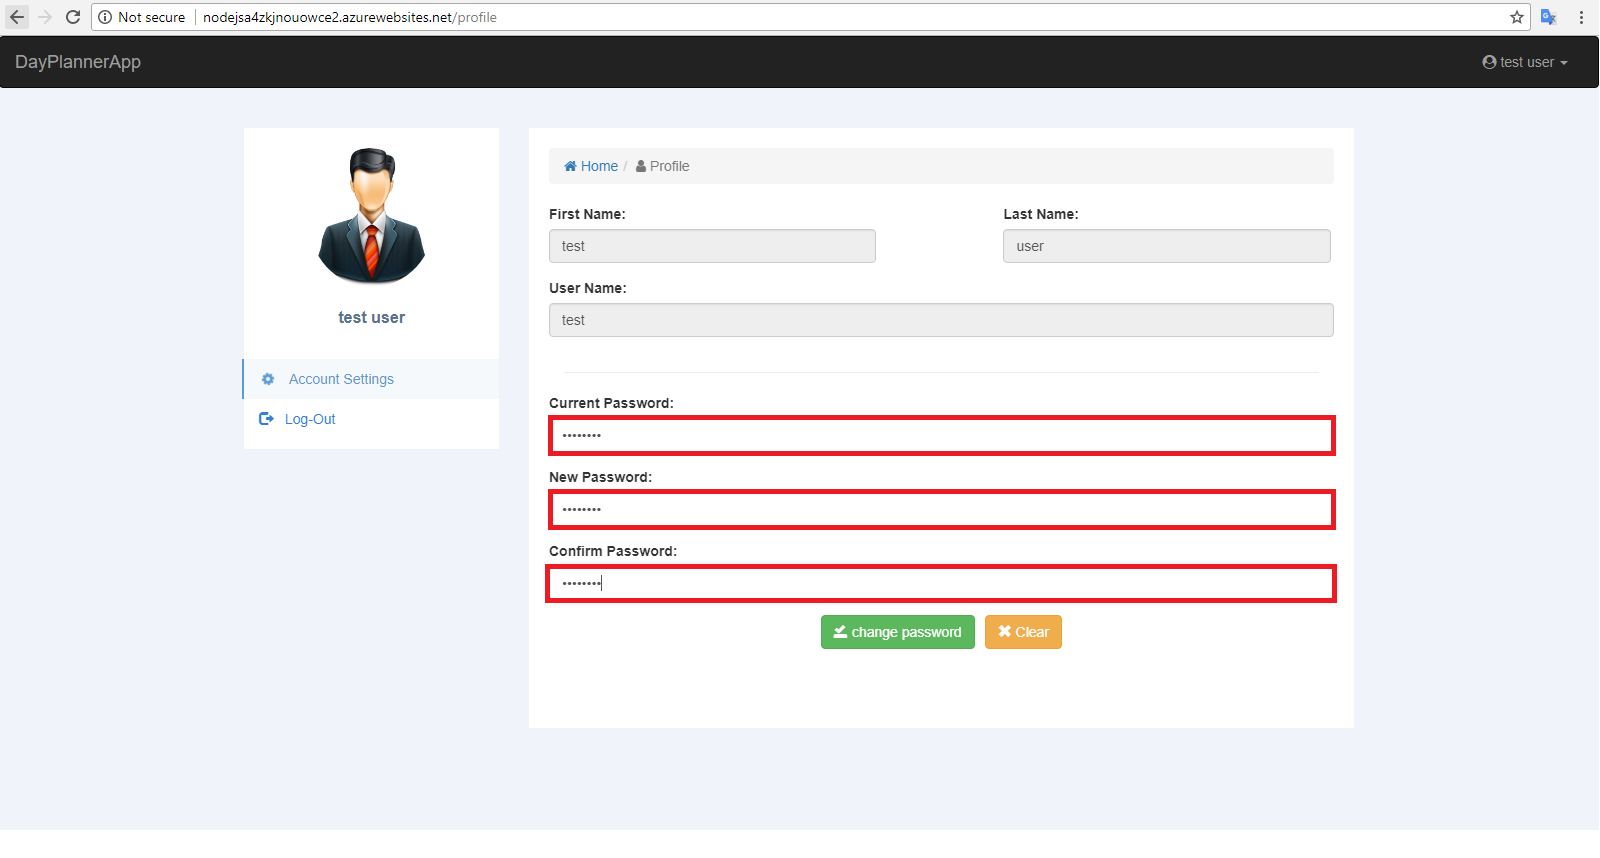 Not secure nodejsa4zkjnouowce2.azurewebsites.net/profile
DayPlannerApp
test user
test user
Account Settings
Log-Out
Home / Profile
First Name: Last Name:
test user
User Name:
test
Current Password:
••••••••
New Password:
••••••••
Confirm Password:
••••••••
change password Clear